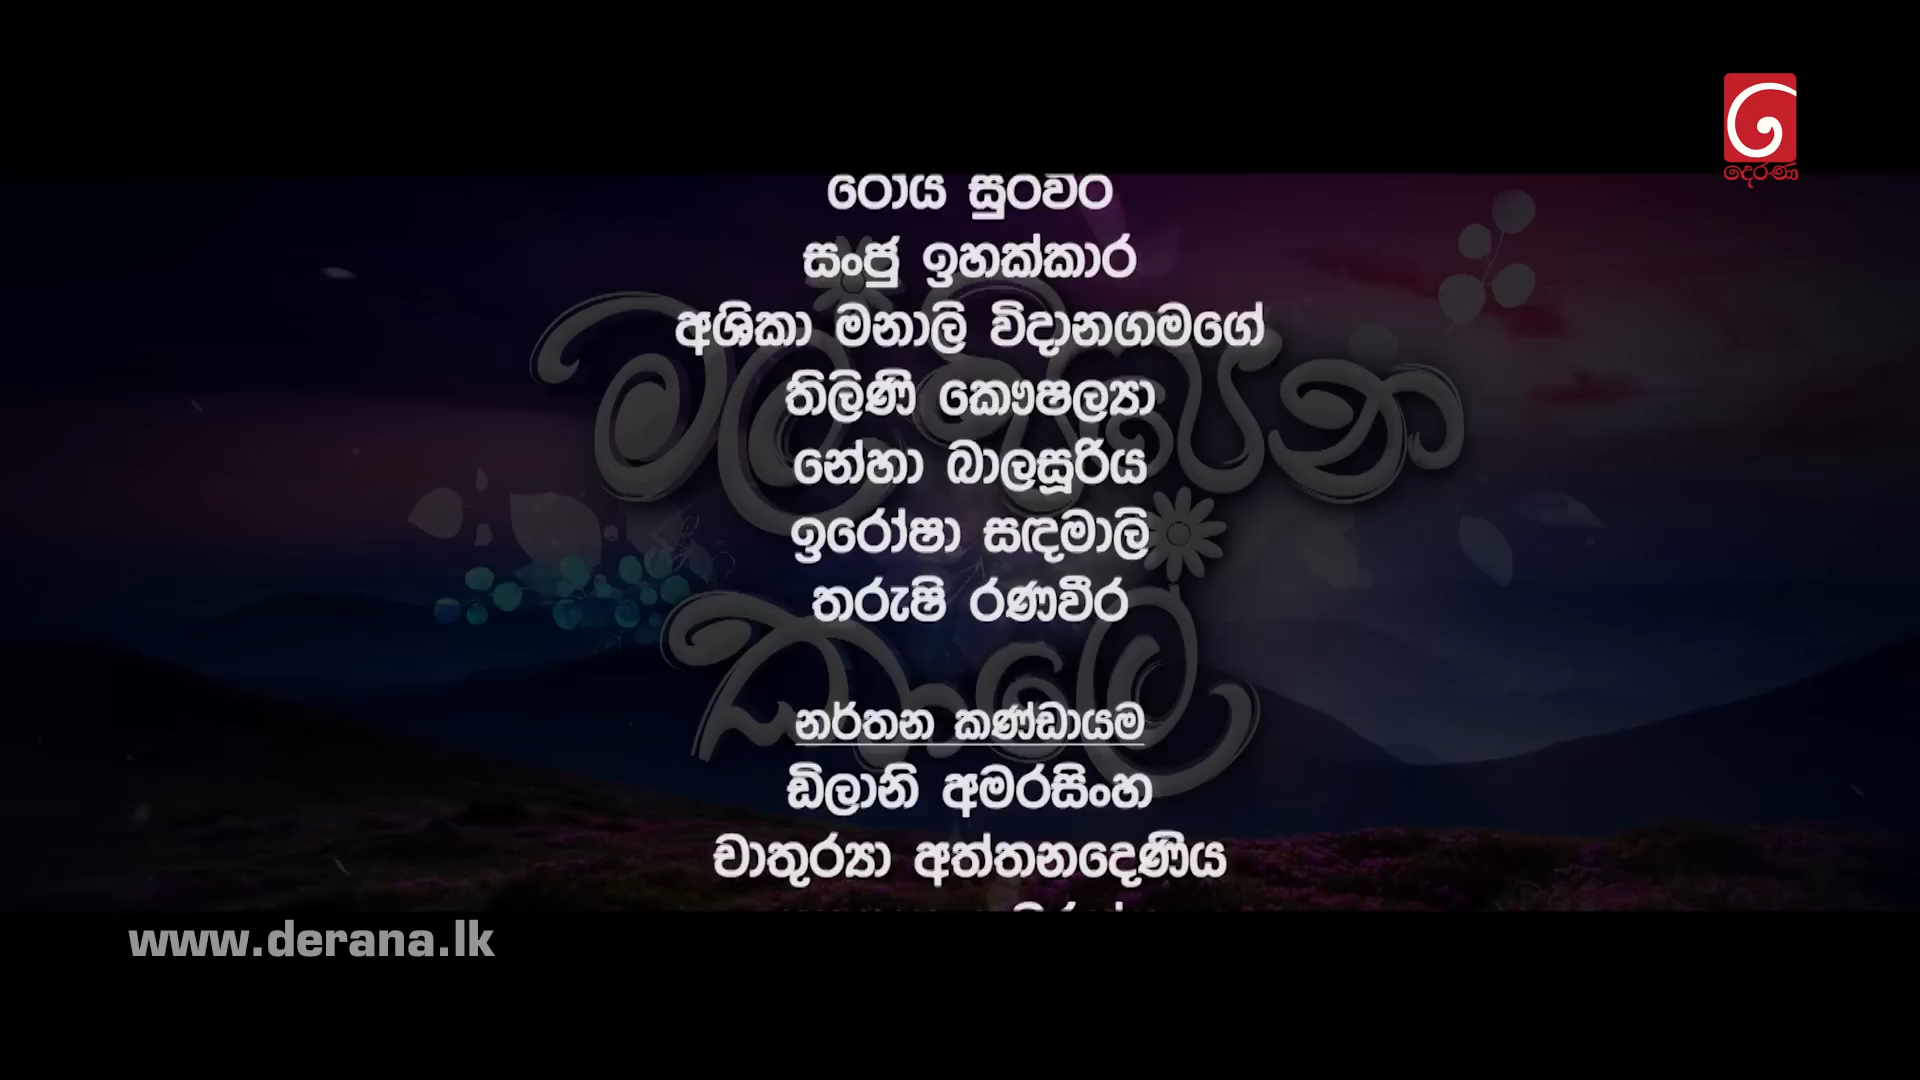 දෙරණ
සංජු ඉහක්කාර
අශිකා මනාලි විදානගමගේ
තිලිණි කෞෂල්‍යා
නේහා බාලසූරිය
ඉරෝෂා සඳමාලි
තරුෂි රණවීර
නර්තන කණ්ඩායම
ඩිලානි අමරසිංහ
චාතුර්‍යා අත්තනදෙණිය
මල් පිපෙන
කාලේ
www.derana.lk